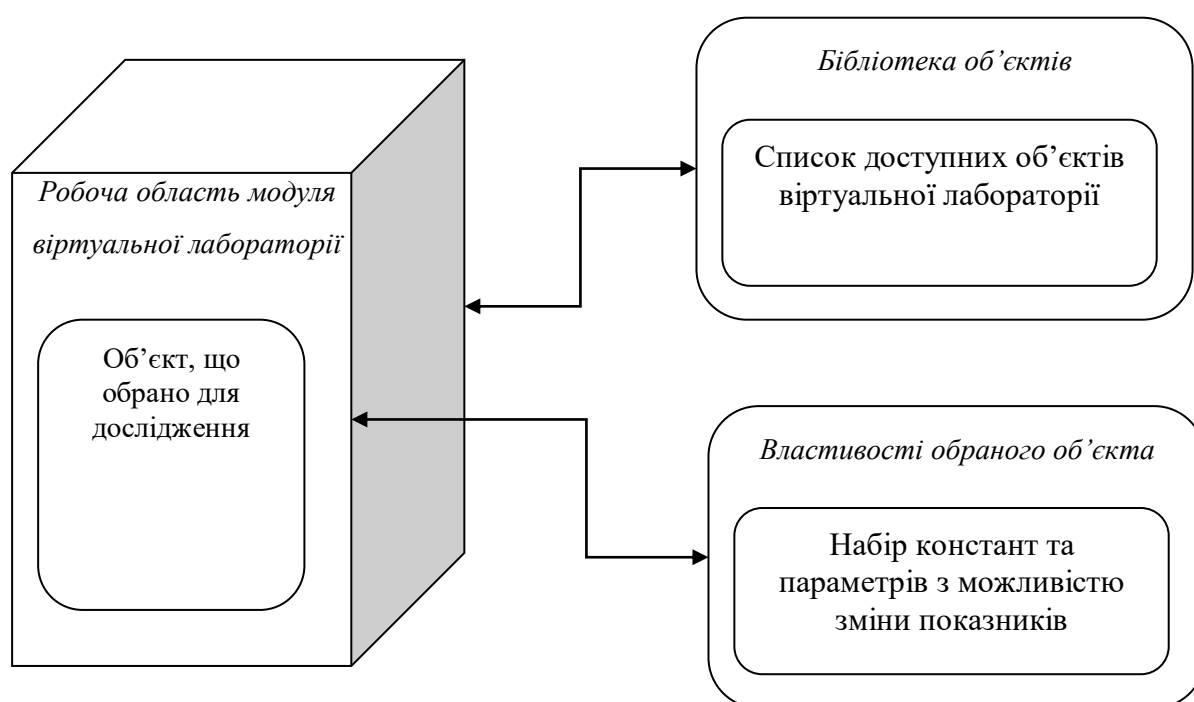 Робоча область модуля
віртуальної лабораторії
Об’єкт, що
обрано для
дослідження
Бібліотека об’єктів
Список доступних об’єктів
віртуальної лабораторії
Властивості обраного об’єкта
Набір констант та
параметрів з можливістю
зміни показників